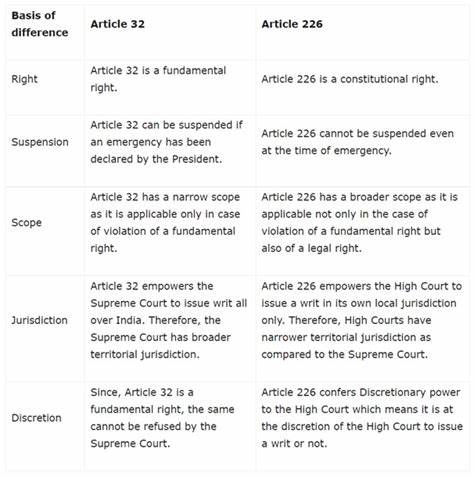 Basis of
difference
Article 32
Article 226
Right
Article 32 is a fundamental
right.
Article 226 is a constitutional right.
Suspension
Article 32 can be suspended if
an emergency has been
declared by the President.
Article 226 cannot be suspended even
at the time of emergency.
Scope
Article 32 has a narrow scope
as it is applicable only in case
of violation of a fundamental
right.
Article 226 has a broader scope as it is
applicable not only in the case of
violation of a fundamental right but
also of a legal right.
Jurisdiction
Article 32 empowers the
Supreme Court to issue writ all
over India. Therefore, the
Supreme Court has broader
territorial jurisdiction.
Article 226 empowers the High Court to
issue a writ in its own local jurisdiction
only. Therefore, High Courts have
narrower territorial jurisdiction as
compared to the Supreme Court.
Discretion
Since, Article 32 is a
fundamental right, the same
cannot be refused by the
Supreme Court.
Article 226 confers Discretionary power
to the High Court which means it is at
the discretion of the High Court to issue
a writ or not.